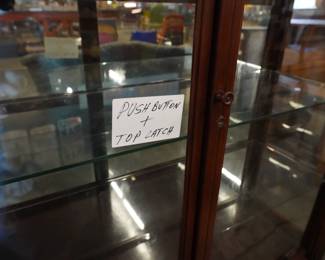 PUSH BUTTON
+
TOP CATCH